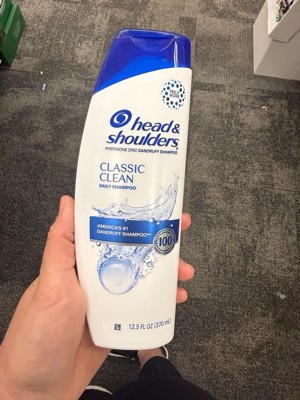 head &
shoulders
PYRITHIONE ZINC DANDRUFF SHAMPOO
CLASSIC
CLEAN
DAILY SHAMPOO
AMERICA'S #1
DANDRUFF SHAMPOO
100%
12.5 FL OZ (370 mL)